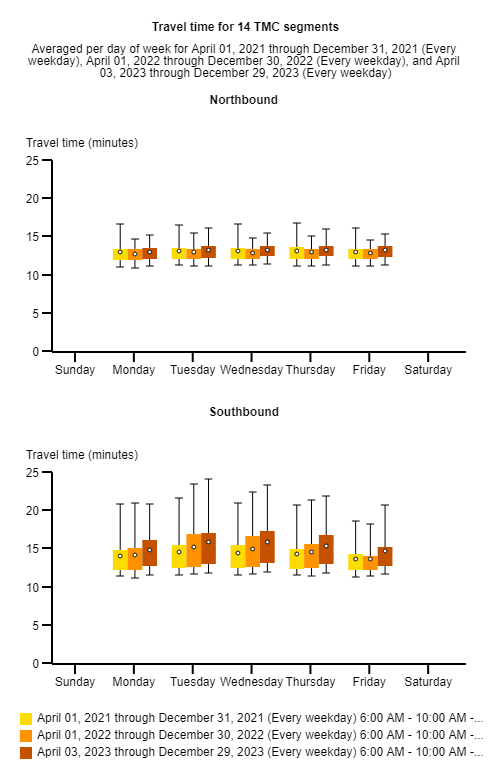 Travel time for 14 TMC segments
Averaged per day of week for April 01, 2021 through December 31, 2021 (Every
weekday), April 01, 2022 through December 30, 2022 (Every weekday), and April
03, 2023 through December 29, 2023 (Every weekday)
Northbound
Travel time (minutes)
25
20
15
10
5
0
Sunday Monday Tuesday Wednesday Thursday Friday Saturday
Southbound
Travel time (minutes)
25
20
15
10
5
0
Sunday Monday Tuesday Wednesday Thursday Friday Saturday
April 01, 2021 through December 31, 2021 (Every weekday) 6:00 AM - 10:00 AM -...
April 01, 2022 through December 30, 2022 (Every weekday) 6:00 AM - 10:00 AM -...
April 03, 2023 through December 29, 2023 (Every weekday) 6:00 AM - 10:00 AM -...